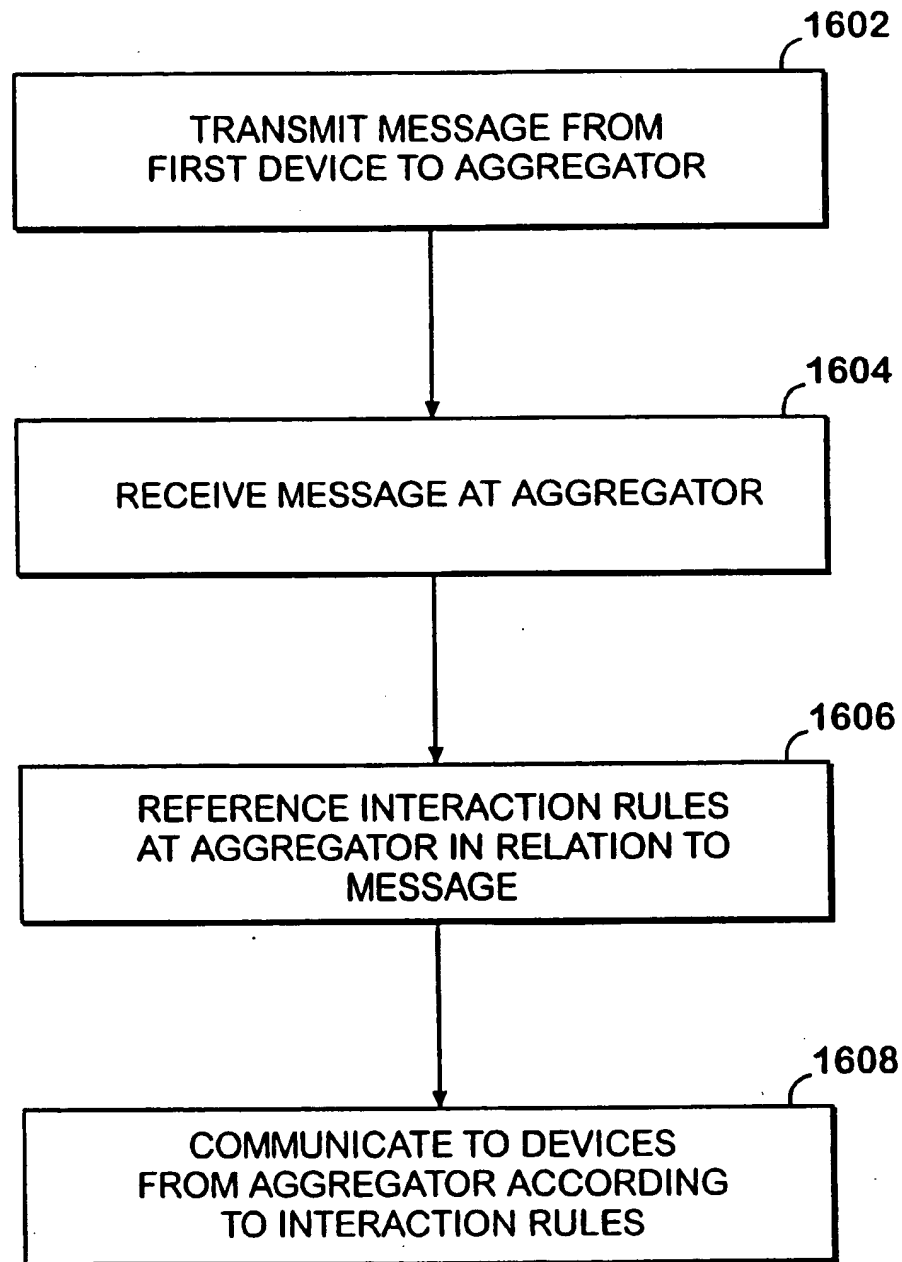 1602
TRANSMIT MESSAGE FROM
FIRST DEVICE TO AGGREGATOR
1604
RECEIVE MESSAGE AT AGGREGATOR
1606
REFERENCE INTERACTION RULES
AT AGGREGATOR IN RELATION TO
MESSAGE
1608
COMMUNICATE TO DEVICES
FROM AGGREGATOR ACCORDING
TO INTERACTION RULES